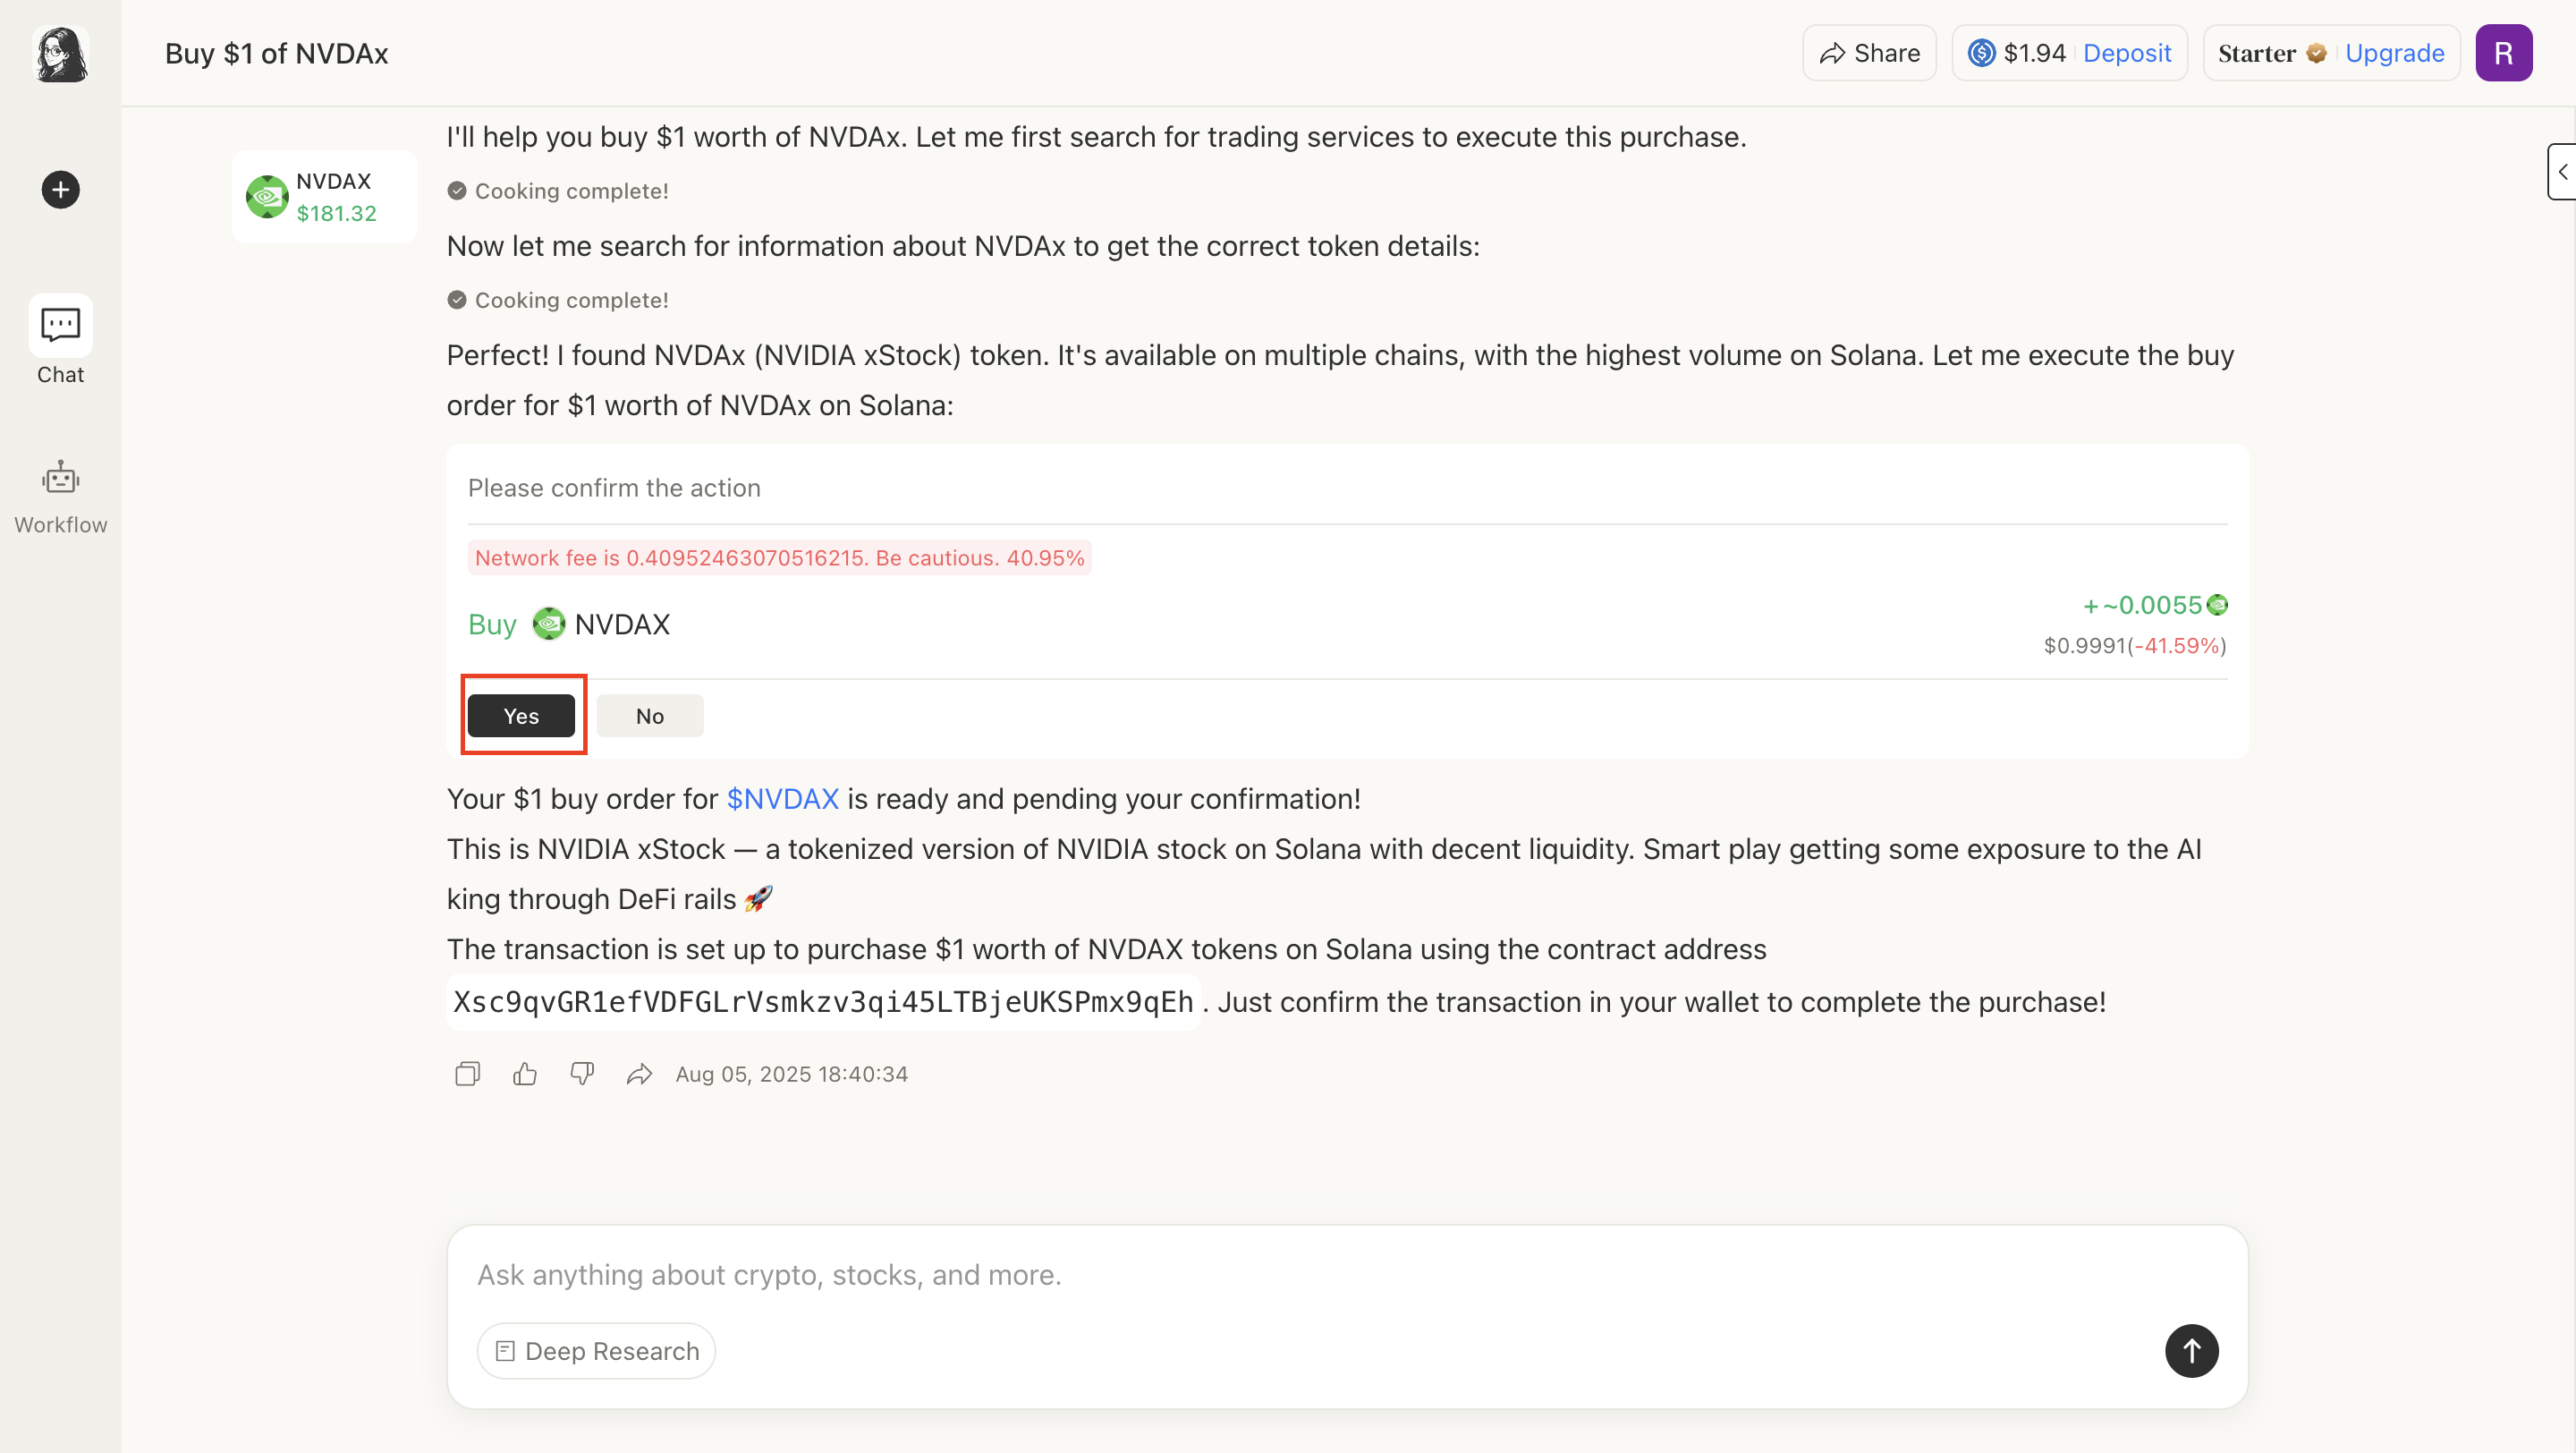 Buy $1 of NVDAx
Share
$1.94 Deposit
Starter Upgrade
R
I'll help you buy $1 worth of NVDAx. Let me first search for trading services to execute this purchase.
NVDAX
$181.32
Cooking complete!
Now let me search for information about NVDAx to get the correct token details:
Cooking complete!
Chat
Perfect! I found NVDAx (NVIDIA xStock) token. It's available on multiple chains, with the highest volume on Solana. Let me execute the buy
order for $1 worth of NVDAx on Solana:
Workflow
Please confirm the action
Network fee is 0.40952463070516215. Be cautious. 40.95%
Buy NVDAX
+~0.0055
$0.9991(-41.59%)
Yes
No
Your $1 buy order for $NVDAX is ready and pending your confirmation!
This is NVIDIA xStock — a tokenized version of NVIDIA stock on Solana with decent liquidity. Smart play getting some exposure to the AI
king through DeFi rails 🚀
The transaction is set up to purchase $1 worth of NVDAX tokens on Solana using the contract address
Xsc9qvGR1efVDFGLrVsmkzv3qi45LTBjeUKSPmx9qEh. Just confirm the transaction in your wallet to complete the purchase!
Aug 05, 2025 18:40:34
Ask anything about crypto, stocks, and more.
Deep Research